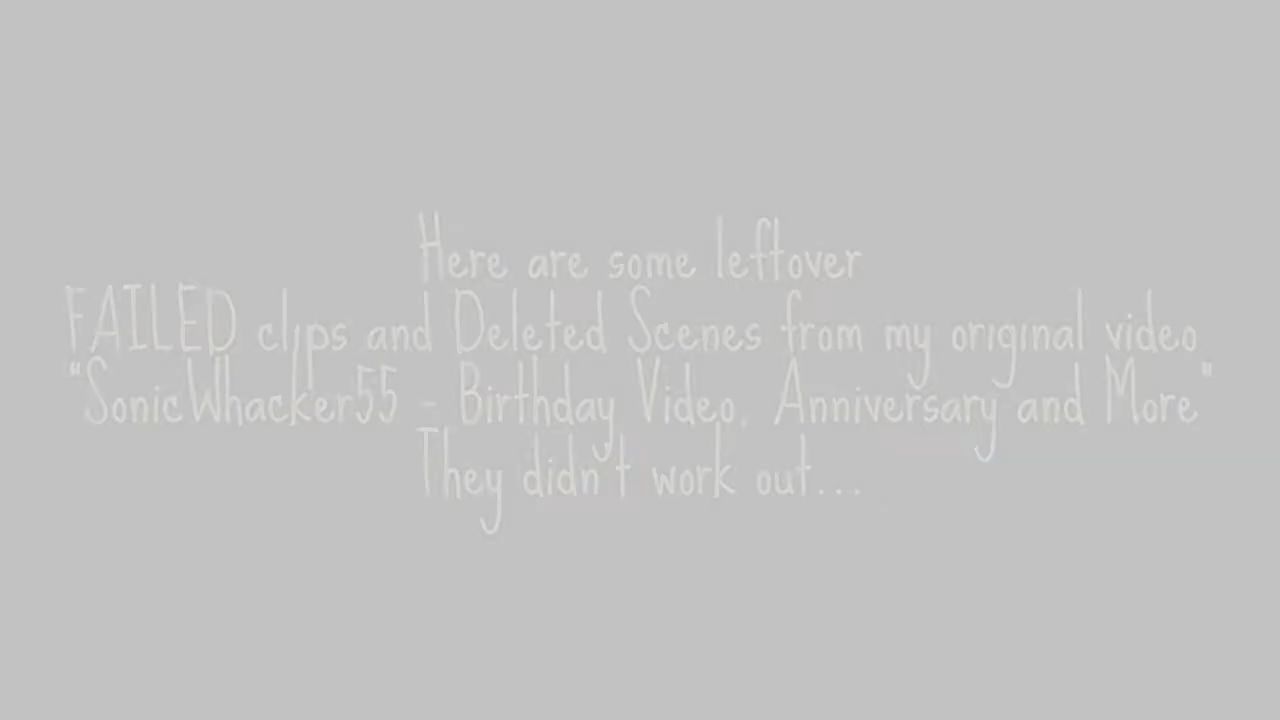 Here are some leftover
FAILED clips and Deleted Scenes from my original video
"SonicWhacker55 - Birthday Video, Anniversary and More"
They didn't work out...